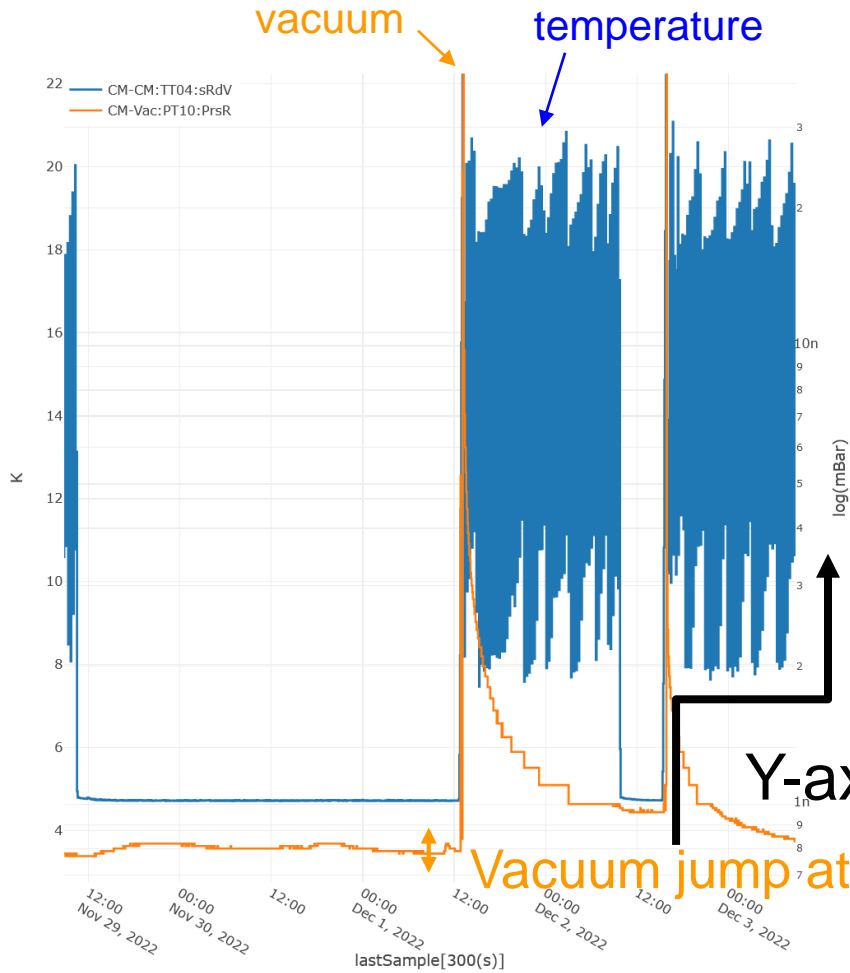 vacuum
temperature
CM-CM:TT04:sRdV
CM-Vac:PT10:PrsR
22
20
18
16
14
12
10
8
6
4
K
3
2
10n
9
8
7
6
5
4
3
2
1n
9
8
7
log(mBar)
Y-ax
Vacuum jump at
12:00
Nov 29, 2022
00:00
Nov 30, 2022
12:00
00:00
Dec 1, 2022
12:00
00:00
Dec 2, 2022
12:00
00:00
Dec 3, 2022
lastSample[300(s)]